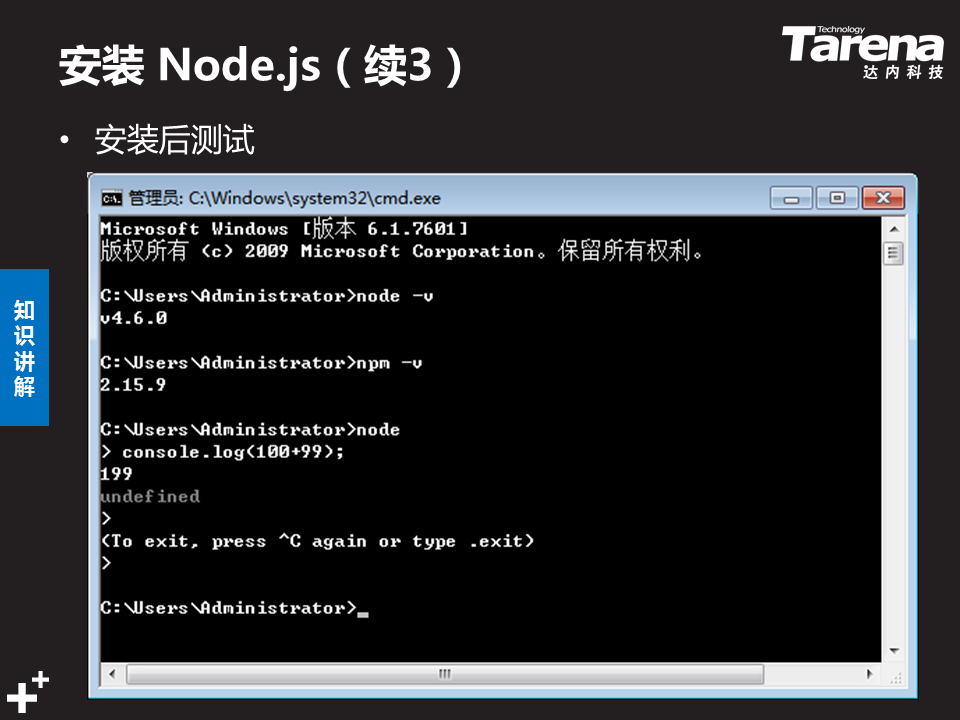 安装 Node.js（续3）
Technology
Tarena
达内科技
• 安装后测试
管理员: C:\Windows\system32\cmd.exe
Microsoft Windows [版本 6.1.7601]
版权所有 (c) 2009 Microsoft Corporation。保留所有权利。
C:\Users\Administrator>node -v
v4.6.0
C:\Users\Administrator>npm -v
2.15.9
C:\Users\Administrator>node
> console.log(100+99);
199
undefined
>
(To exit, press ^C again or type .exit)
>
C:\Users\Administrator>_
知识讲解